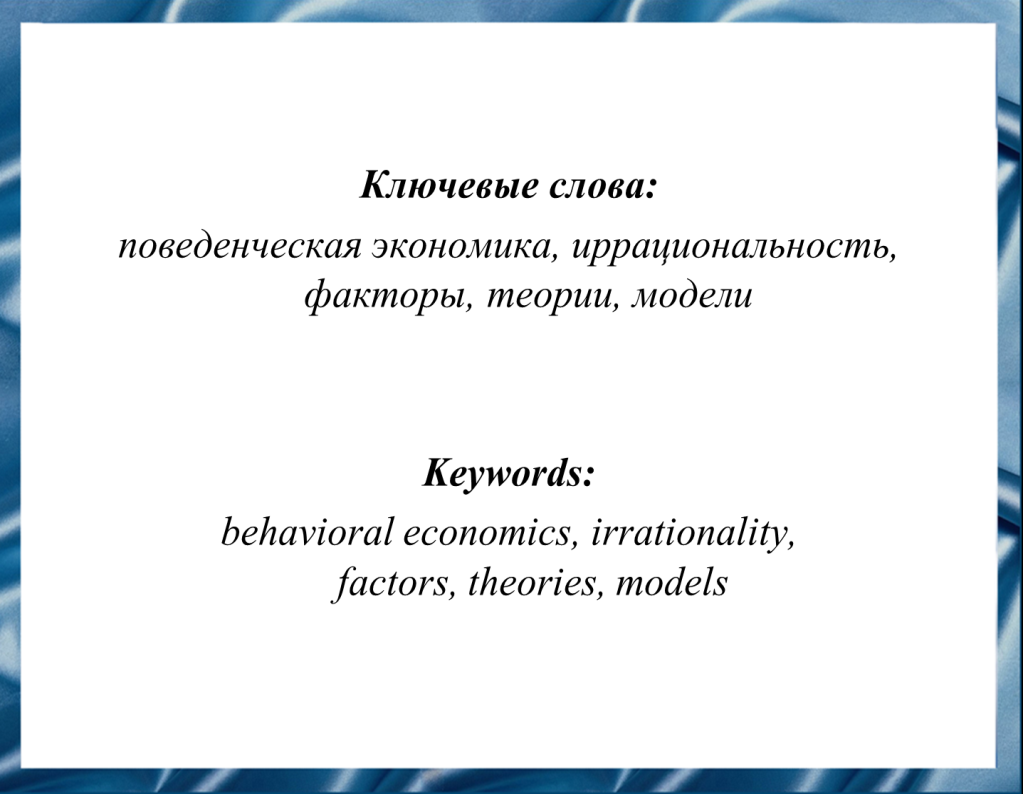 Ключевые слова:
поведенческая экономика, иррациональность,
факторы, теории, модели
Keywords:
behavioral economics, irrationality,
factors, theories, models